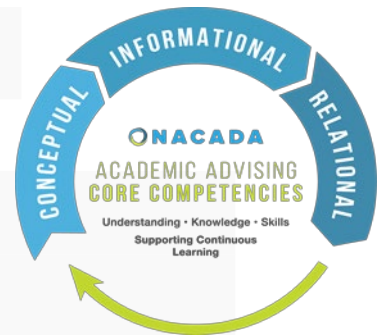 CONCEPTUAL
INFORMATIONAL
RELATIONAL
NACADA
ACADEMIC ADVISING
CORE COMPETENCIES
Understanding • Knowledge • Skills
Supporting Continuous
Learning